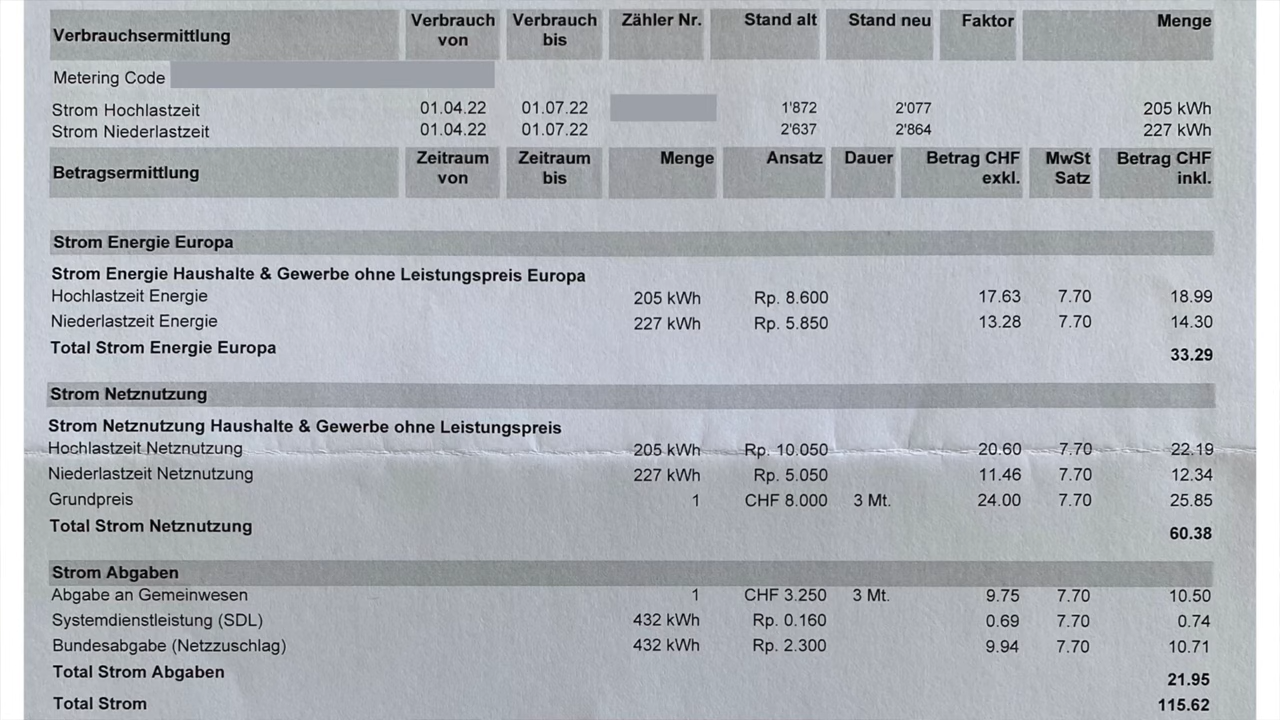 Verbrauchsermittlung Verbrauch von Verbrauch bis Zähler Nr. Stand alt Stand neu Faktor Menge
Metering Code
Strom Hochlastzeit 01.04.22 01.07.22 1'872 2'077 205 kWh
Strom Niederlastzeit 01.04.22 01.07.22 2'637 2'864 227 kWh
Betragsermittlung Zeitraum von Zeitraum bis Menge Ansatz Dauer Betrag CHF exkl. MwSt Satz Betrag CHF inkl.
Strom Energie Europa
Strom Energie Haushalte & Gewerbe ohne Leistungspreis Europa
Hochlastzeit Energie 205 kWh Rp. 8.600 17.63 7.70 18.99
Niederlastzeit Energie 227 kWh Rp. 5.850 13.28 7.70 14.30
Total Strom Energie Europa 33.29
Strom Netznutzung
Strom Netznutzung Haushalte & Gewerbe ohne Leistungspreis
Hochlastzeit Netznutzung 205 kWh Rp. 10.050 20.60 7.70 22.19
Niederlastzeit Netznutzung 227 kWh Rp. 5.050 11.46 7.70 12.34
Grundpreis 1 CHF 8.000 3 Mt. 24.00 7.70 25.85
Total Strom Netznutzung 60.38
Strom Abgaben
Abgabe an Gemeinwesen 1 CHF 3.250 3 Mt. 9.75 7.70 10.50
Systemdienstleistung (SDL) 432 kWh Rp. 0.160 0.69 7.70 0.74
Bundesabgabe (Netzzuschlag) 432 kWh Rp. 2.300 9.94 7.70 10.71
Total Strom Abgaben 21.95
Total Strom 115.62